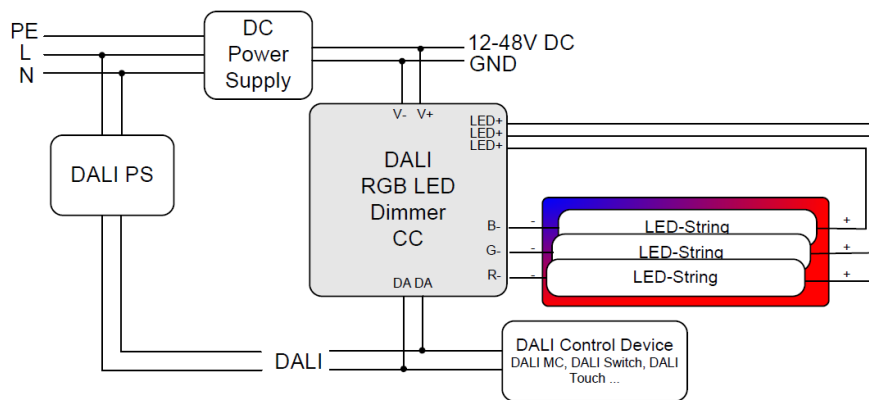 PE
L
N
DC
Power
Supply
12-48V DC
GND
V- V+
LED+
LED+
LED+
DALI PS
DALI
RGB LED
Dimmer
CC
B-
G-
R-
- LED-String +
- LED-String +
- LED-String +
DA DA
DALI
DALI Control Device
DALI MC, DALI Switch, DALI
Touch ...